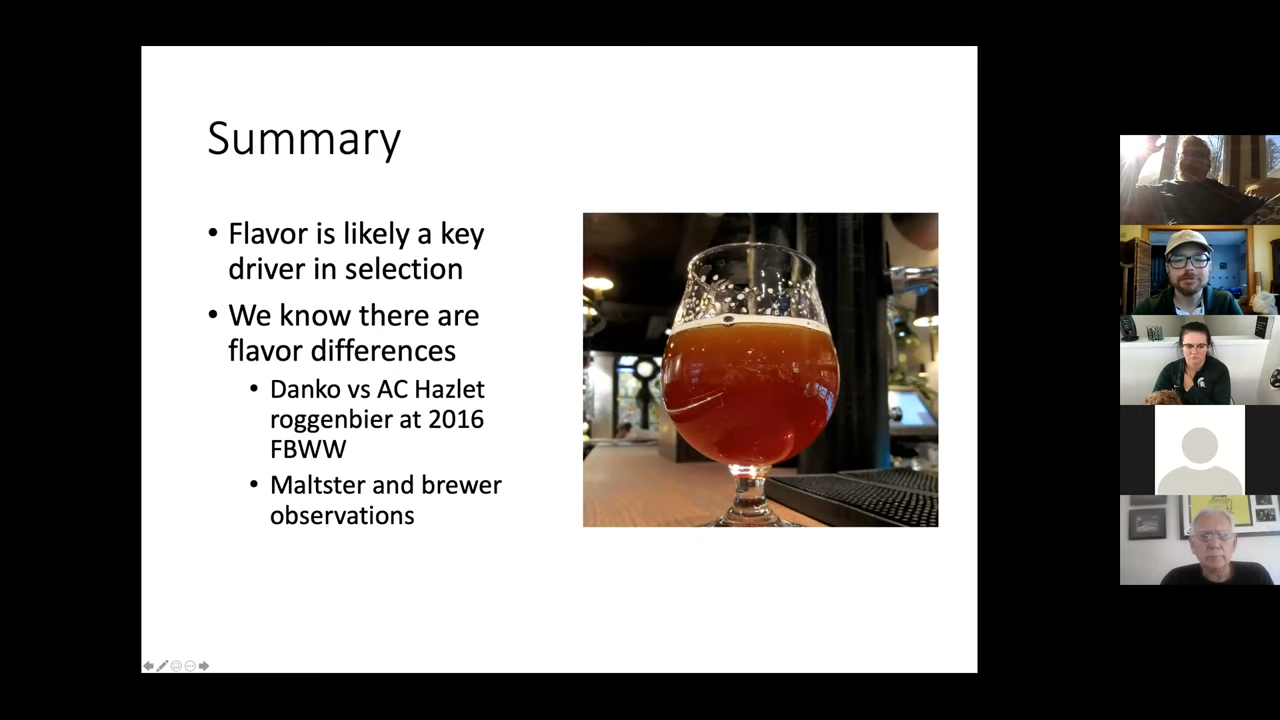 Summary
• Flavor is likely a key
driver in selection
• We know there are
flavor differences
• Danko vs AC Hazlet
roggenbier at 2016
FBWW
• Maltster and brewer
observations